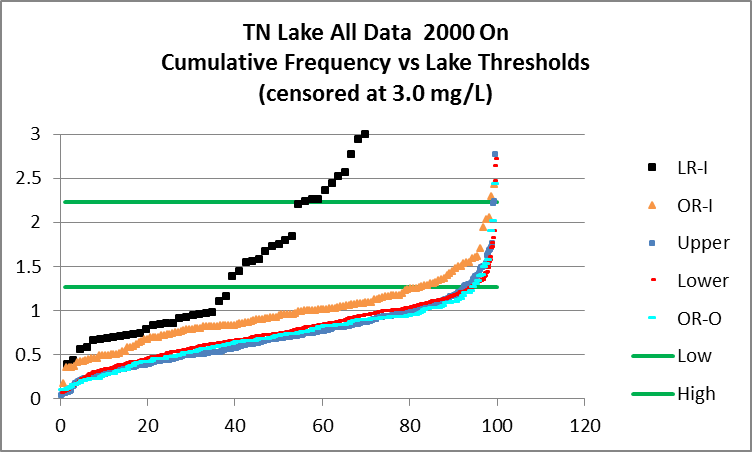 TN Lake All Data  2000 On
Cumulative Frequency vs Lake Thresholds
(censored at 3.0 mg/L)
3
2.5
2
1.5
1
0.5
0
0 20 40 60 80 100 120
LR-I
OR-I
Upper
Lower
OR-O
Low
High